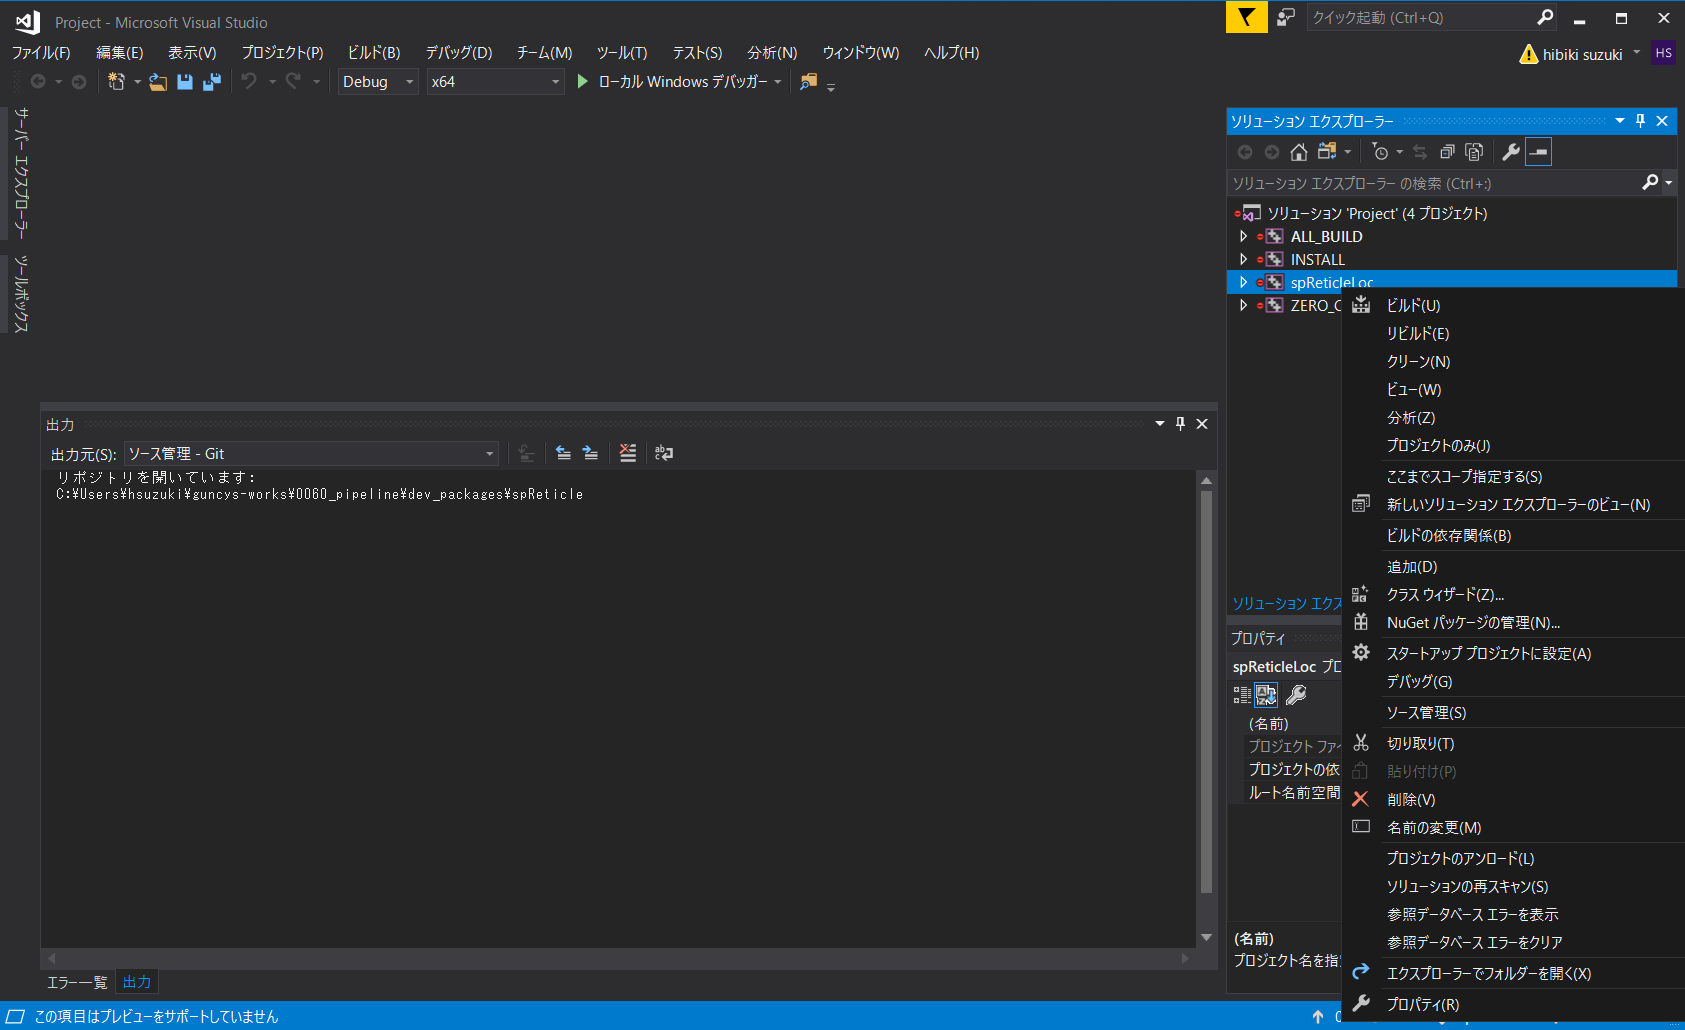 Project - Microsoft Visual Studio
クイック起動 (Ctrl+Q)
ファイル(F) 編集(E) 表示(V) プロジェクト(P) ビルド(B) デバッグ(D) チーム(M) ツール(T) テスト(S) 分析(N) ウィンドウ(W) ヘルプ(H)
hibiki suzuki HS
Debug x64 ローカル Windows デバッガー
サーバー エクスプローラー
ツールボックス
ソリューション エクスプローラー
ソリューション エクスプローラー の検索 (Ctrl+:)
ソリューション 'Project' (4 プロジェクト)
ALL_BUILD
INSTALL
spReticleLoc
ZERO_C
ビルド(U)
リビルド(E)
クリーン(N)
ビュー(W)
分析(Z)
プロジェクトのみ(J)
ここまでスコープ指定する(S)
新しいソリューション エクスプローラーのビュー(N)
ビルドの依存関係(B)
追加(D)
クラス ウィザード(Z)...
NuGet パッケージの管理(N)...
スタートアップ プロジェクトに設定(A)
デバッグ(G)
ソース管理(S)
切り取り(T)
貼り付け(P)
削除(V)
名前の変更(M)
プロジェクトのアンロード(L)
ソリューションの再スキャン(S)
参照データベース エラーを表示
参照データベース エラーをクリア
エクスプローラーでフォルダーを開く(X)
プロパティ(R)
ソリューション エクス
プロパティ
spReticleLoc プロ
(名前)
プロジェクト ファイ
プロジェクトの依
ルート名前空間
(名前)
プロジェクト名を指
出力
出力元(S): ソース管理 - Git
リポジトリを開いています:
C:¥Users¥hsuzuki¥guncys-works¥0060_pipeline¥dev_packages¥spReticle
エラー一覧 出力
この項目はプレビューをサポートしていません